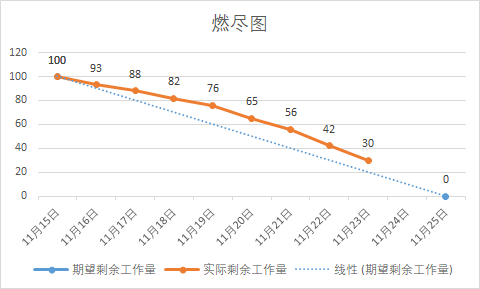 燃尽图
120
100
80
60
40
20
0
100
93
88
82
76
65
56
42
30
0
11月15日
11月16日
11月17日
11月18日
11月19日
11月20日
11月21日
11月22日
11月23日
11月24日
11月25日
期望剩余工作量 实际剩余工作量 线性 (期望剩余工作量)